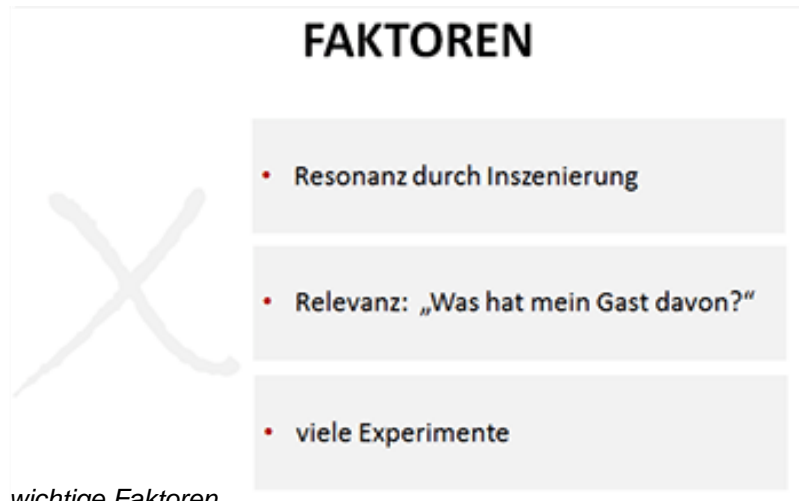 FAKTOREN
• Resonanz durch Inszenierung
• Relevanz: „Was hat mein Gast davon?“
• viele Experimente
wichtige Faktoren